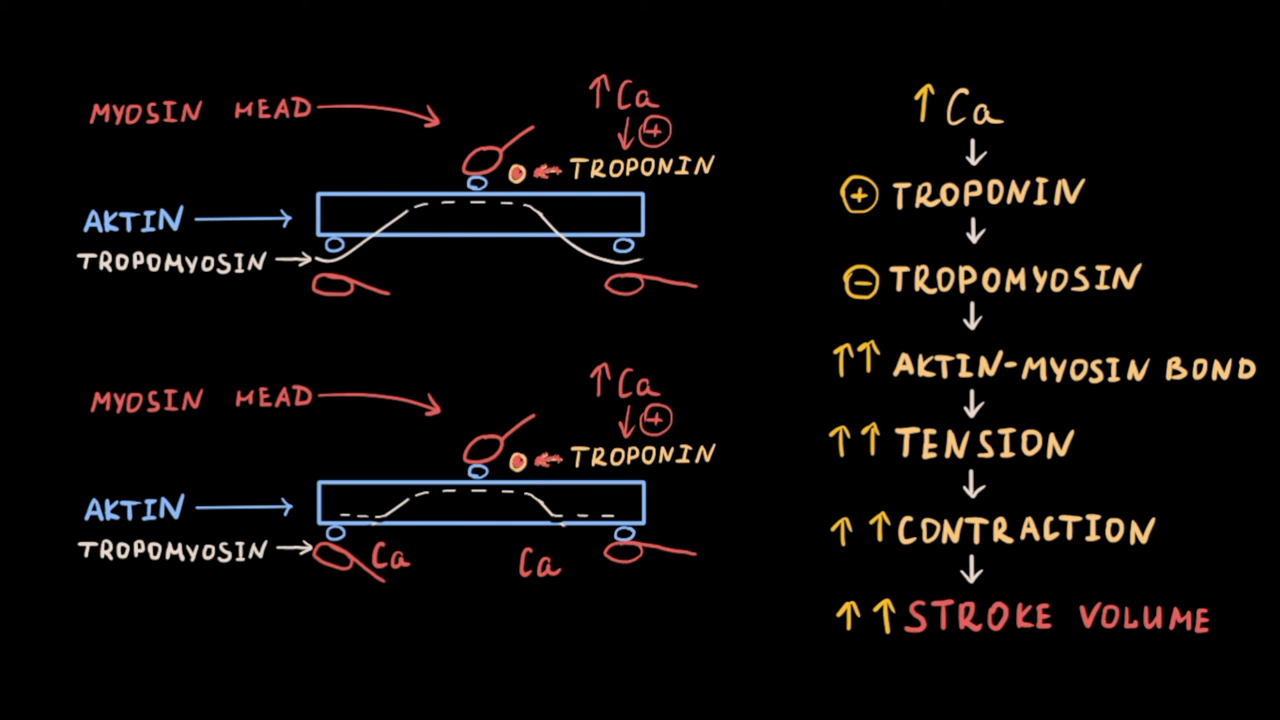 MYOSIN HEAD
↑ Ca
↓ +
TROPONIN
AKTIN
TROPOMYOSIN
MYOSIN HEAD
↑ Ca
↓ +
TROPONIN
AKTIN
TROPOMYOSIN
Ca
Ca
↑ Ca
↓
+ TROPONIN
↓
- TROPOMYOSIN
↓
↑↑ AKTIN-MYOSIN BOND
↓
↑↑ TENSION
↓
↑↑ CONTRACTION
↓
↑↑ STROKE VOLUME